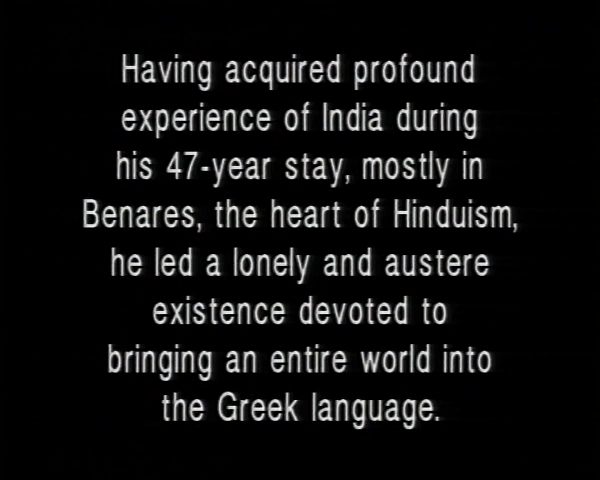 Having acquired profound
experience of India during
his 47-year stay, mostly in
Benares, the heart of Hinduism,
he led a lonely and austere
existence devoted to
bringing an entire world into
the Greek language.